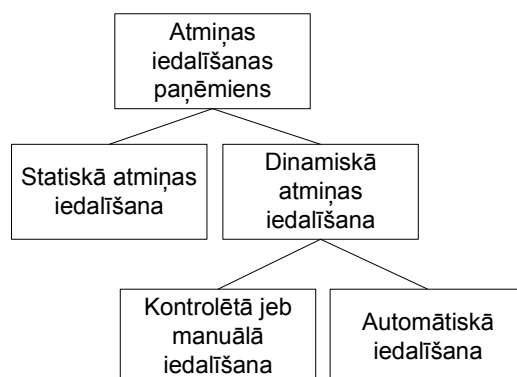 Atmiņas
iedalīšanas
paņēmiens
Statiskā atmiņas
iedalīšana
Dinamiskā
atmiņas
iedalīšana
Kontrolētā jeb
manuālā
iedalīšana
Automātiskā
iedalīšana